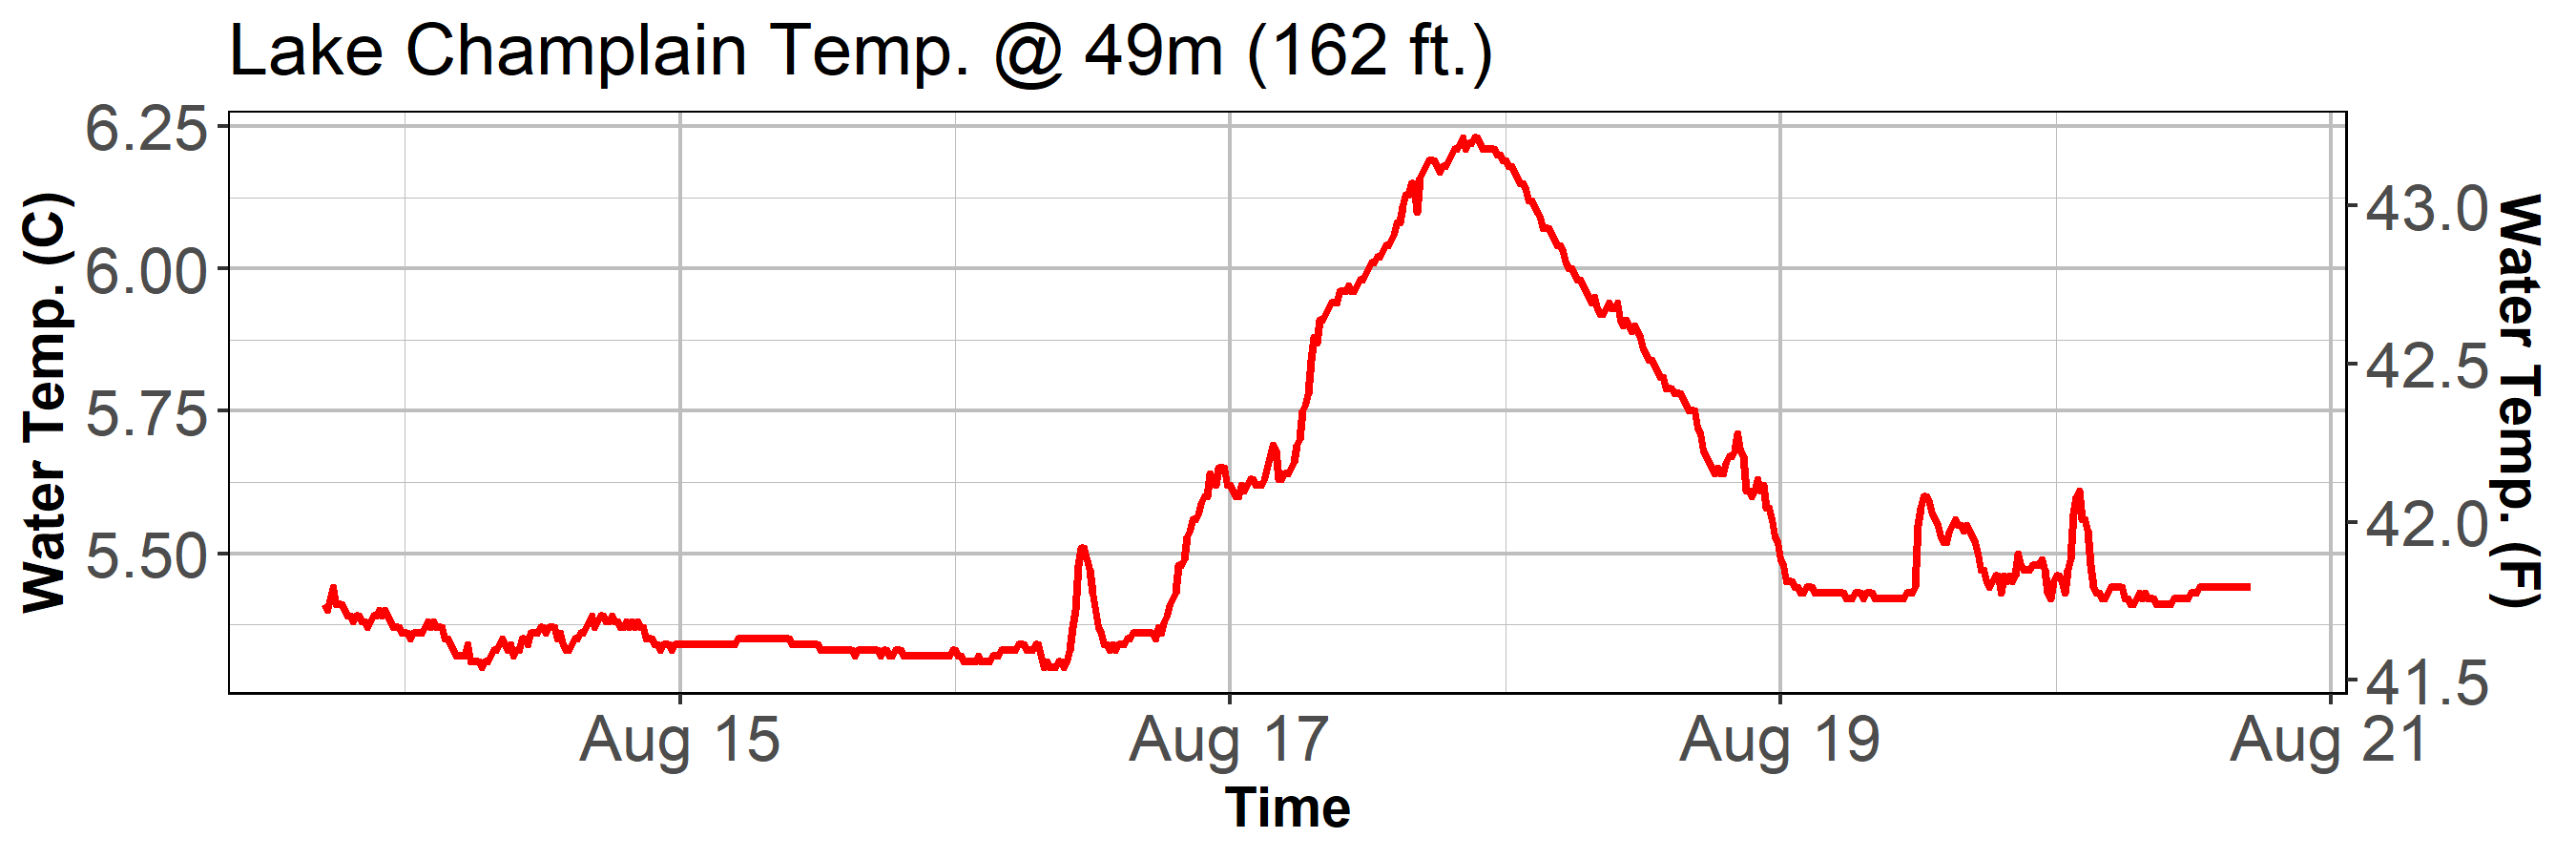 Lake Champlain Temp. @ 49m (162 ft.)
Water Temp. (C)
6.25
6.00
5.75
5.50
43.0
42.5
42.0
41.5
Water Temp. (F)
Aug 15
Aug 17
Aug 19
Aug 21
Time